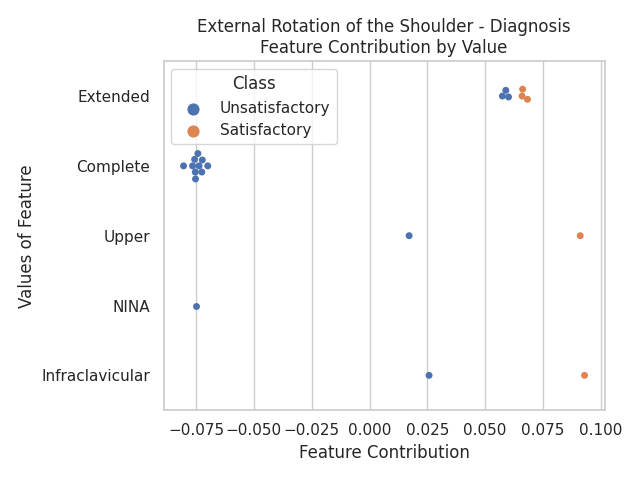 External Rotation of the Shoulder - Diagnosis
Feature Contribution by Value
Class
Unsatisfactory
Satisfactory
Values of Feature
Extended
Complete
Upper
NINA
Infraclavicular
−0.075 −0.050 −0.025 0.000 0.025 0.050 0.075 0.100
Feature Contribution